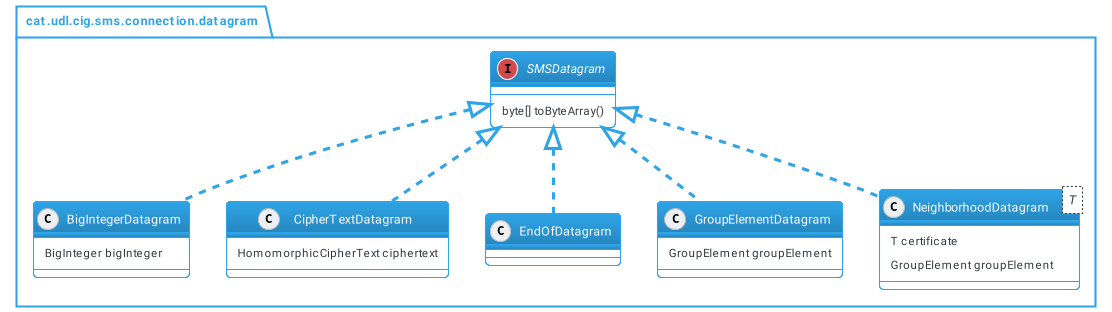 cat.udl.cig.sms.connection.datagram
I SMSDatagram
byte[] toByteArray()
C BigIntegerDatagram
BigInteger bigInteger
C CipherTextDatagram
HomomorphicCipherText ciphertext
C EndOfDatagram
C GroupElementDatagram
GroupElement groupElement
C NeighborhoodDatagram T
T certificate
GroupElement groupElement